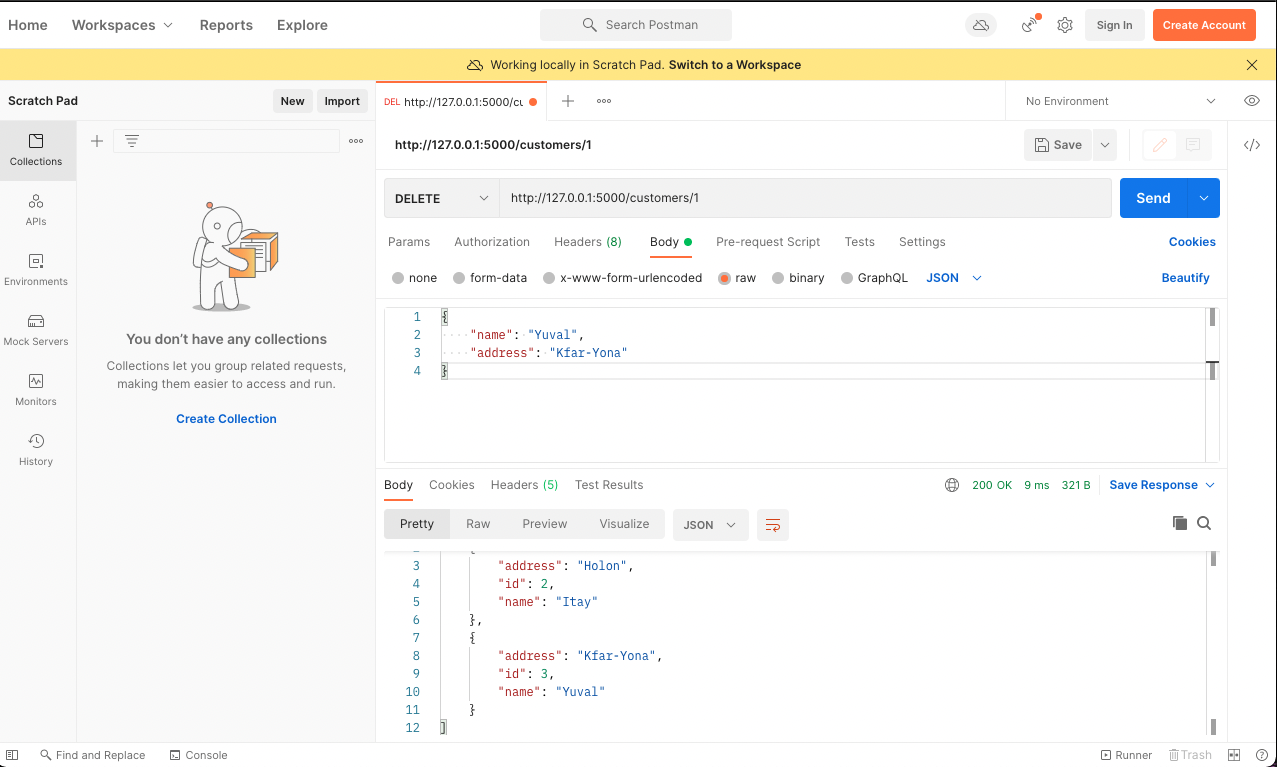 Home Workspaces Reports Explore Search Postman Sign In Create Account
Working locally in Scratch Pad. Switch to a Workspace
Scratch Pad New Import
DEL http://127.0.0.1:5000/cu
No Environment
Collections
APIs
Environments
Mock Servers
Monitors
History
You don't have any collections
Collections let you group related requests,
making them easier to access and run.
Create Collection
http://127.0.0.1:5000/customers/1 Save
DELETE http://127.0.0.1:5000/customers/1 Send
Params Authorization Headers (8) Body Pre-request Script Tests Settings Cookies
none form-data x-www-form-urlencoded raw binary GraphQL JSON Beautify
1 {
2 "name": "Yuval",
3 "address": "Kfar-Yona"
4 }
Body Cookies Headers (5) Test Results 200 OK 9 ms 321 B Save Response
Pretty Raw Preview Visualize JSON
3 "address": "Holon",
4 "id": 2,
5 "name": "Itay"
6 },
7 {
8 "address": "Kfar-Yona",
9 "id": 3,
10 "name": "Yuval"
11 }
12 ]
Find and Replace Console Runner Trash